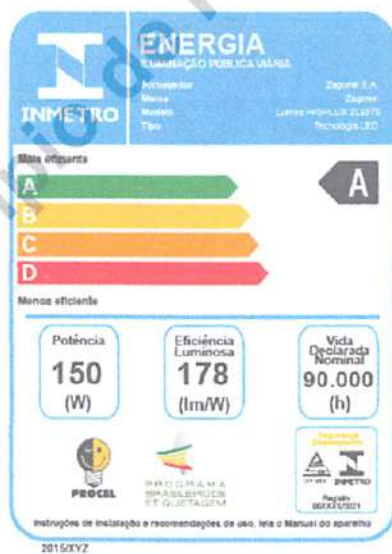 ENERGIA
ILUMINAÇÃO PÚBLICA VIÁRIA
INMETRO
Fornecedor Zagonel S.A.
Marca Zagonel
Modelo
Tipo Tecnologia LED
Mais eficiente
A
A
B
C
D
Menos eficiente
Potência
150
(W)
Eficiência
Luminosa
178
(lm/W)
Vida
Declarada
Nominal
90.000
(h)
PROCEL
PROGRAMA
BRASILEIRO DE
ETIQUETAGEM
Segurança
Desempenho
INMETRO
Registro
Instruções de instalação e recomendações de uso, leia o Manual do aparelho
2015/XYZ